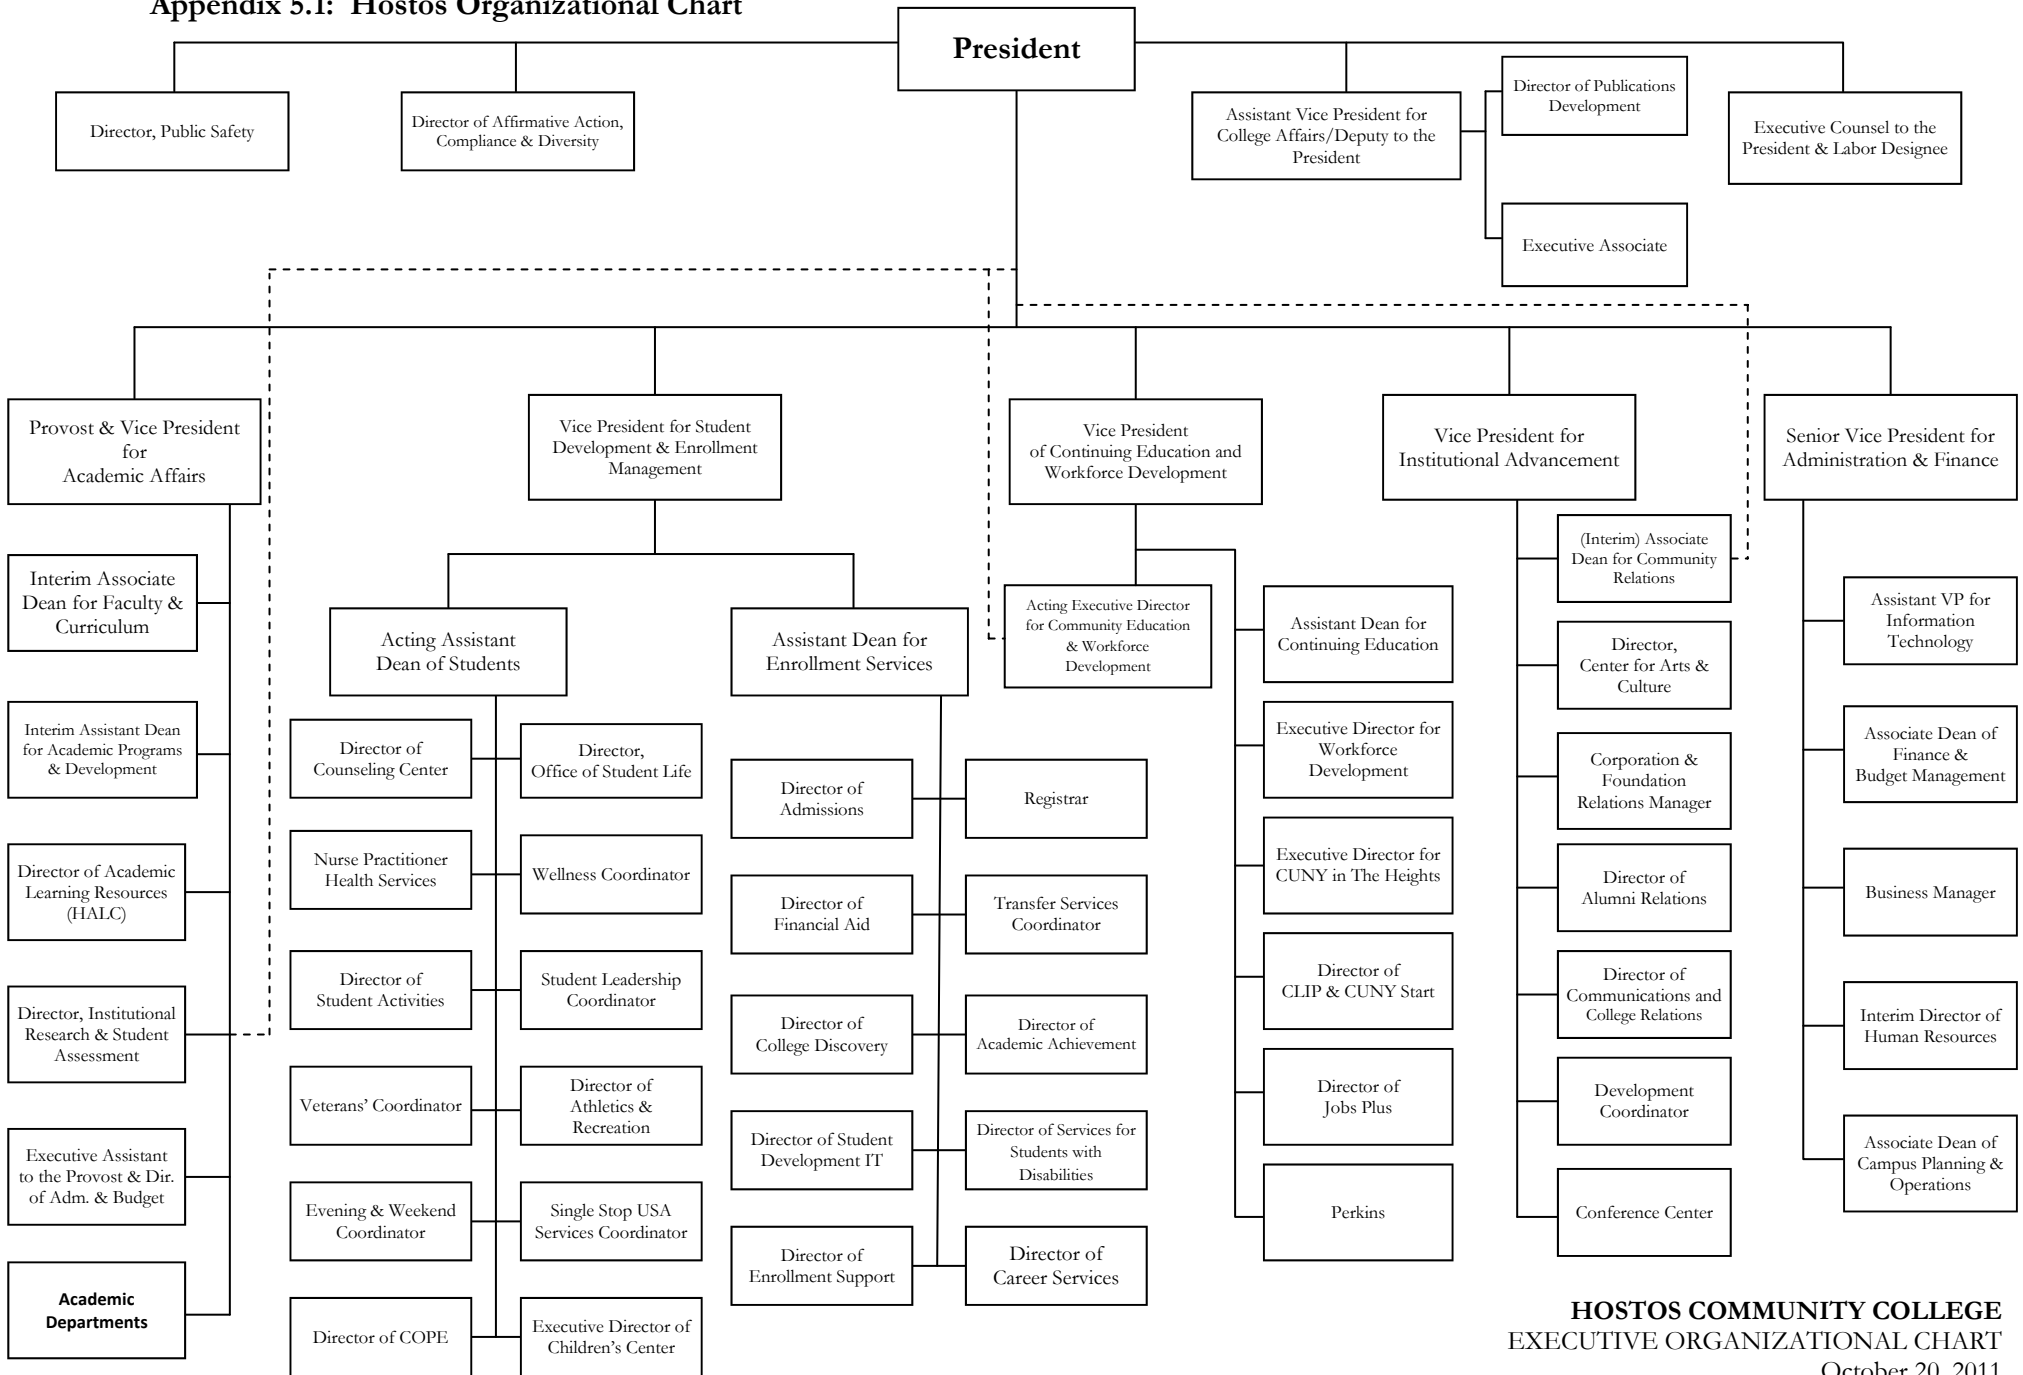 Appendix 5.1: Hostos Organizational Chart
President
Director, Public Safety
Director of Affirmative Action,
Compliance & Diversity
Assistant Vice President for
College Affairs/Deputy to the
President
Director of Publications
Development
Executive Associate
Executive Counsel to the
President & Labor Designee
Provost & Vice President
for
Academic Affairs
Vice President for Student
Development & Enrollment
Management
Vice President
of Continuing Education and
Workforce Development
Vice President for
Institutional Advancement
Senior Vice President for
Administration & Finance
Interim Associate
Dean for Faculty &
Curriculum
Interim Assistant Dean
for Academic Programs
& Development
Director of Academic
Learning Resources
(HALC)
Director, Institutional
Research & Student
Assessment
Executive Assistant
to the Provost & Dir.
of Adm. & Budget
Academic
Departments
Acting Assistant
Dean of Students
Director of
Counseling Center
Director,
Office of Student Life
Nurse Practitioner
Health Services
Wellness Coordinator
Director of
Student Activities
Student Leadership
Coordinator
Veterans’ Coordinator
Director of
Athletics &
Recreation
Evening & Weekend
Coordinator
Single Stop USA
Services Coordinator
Director of COPE
Executive Director of
Children’s Center
Assistant Dean for
Enrollment Services
Director of
Admissions
Registrar
Director of
Financial Aid
Transfer Services
Coordinator
Director of
College Discovery
Director of
Academic Achievement
Director of Student
Development IT
Director of Services for
Students with
Disabilities
Director of
Enrollment Support
Director of
Career Services
Acting Executive Director
for Community Education
& Workforce
Development
Assistant Dean for
Continuing Education
Executive Director for
Workforce
Development
Executive Director for
CUNY in The Heights
Director of
CLIP & CUNY Start
Director of
Jobs Plus
Perkins
(Interim) Associate
Dean for Community
Relations
Director,
Center for Arts &
Culture
Corporation &
Foundation
Relations Manager
Director of
Alumni Relations
Director of
Communications and
College Relations
Development
Coordinator
Conference Center
Assistant VP for
Information
Technology
Associate Dean of
Finance &
Budget Management
Business Manager
Interim Director of
Human Resources
Associate Dean of
Campus Planning &
Operations
HOSTOS COMMUNITY COLLEGE
EXECUTIVE ORGANIZATIONAL CHART
October 20, 2011